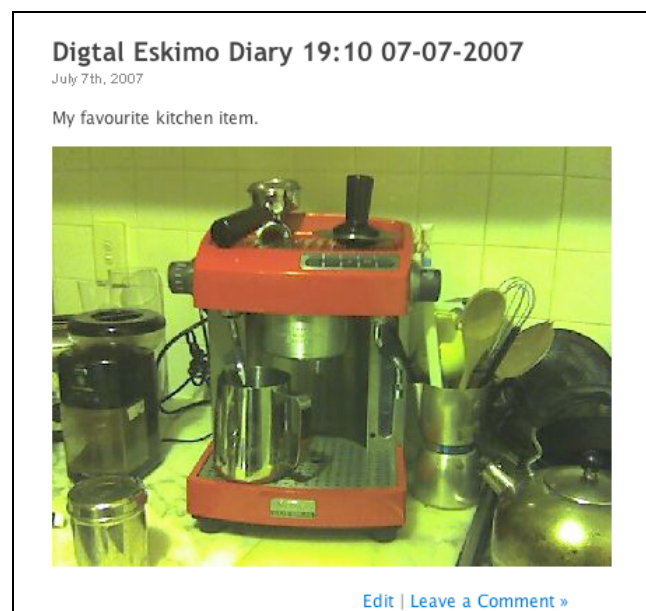 Digtal Eskimo Diary 19:10 07-07-2007
July 7th, 2007
My favourite kitchen item.
Edit | Leave a Comment »